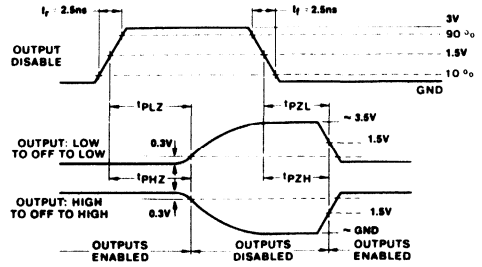 tr = 2.5ns
tf = 2.5ns
3V
90%
1.5V
10%
GND
OUTPUT
DISABLE
tPLZ
tPZL
~ 3.5V
0.3V
1.5V
OUTPUT: LOW
TO OFF TO LOW
tPHZ
tPZH
OUTPUT: HIGH
TO OFF TO HIGH
0.3V
1.5V
~ GND
OUTPUTS
ENABLED
OUTPUTS
DISABLED
OUTPUTS
ENABLED